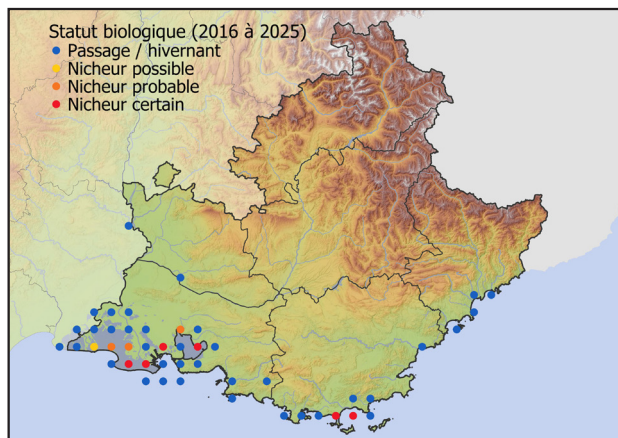 Statut biologique (2016 à 2025)
Passage / hivernant
Nicheur possible
Nicheur probable
Nicheur certain